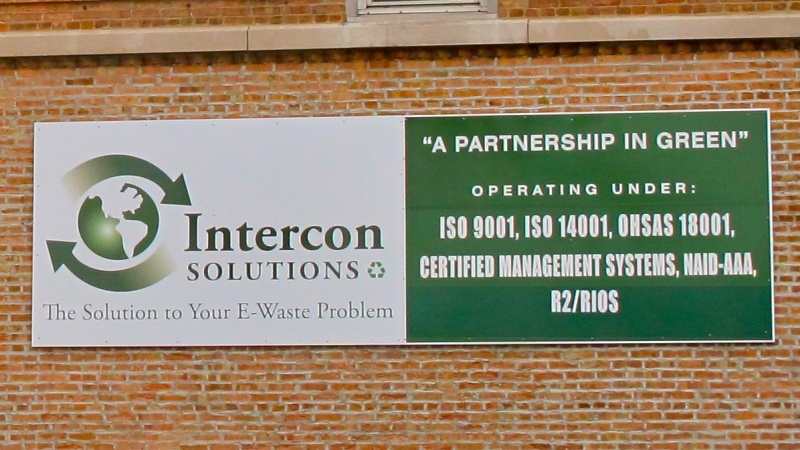 Intercon
SOLUTIONS
The Solution to Your E-Waste Problem
"A PARTNERSHIP IN GREEN"
OPERATING UNDER:
ISO 9001, ISO 14001, OHSAS 18001,
CERTIFIED MANAGEMENT SYSTEMS, NAID-AAA,
R2/RIOS